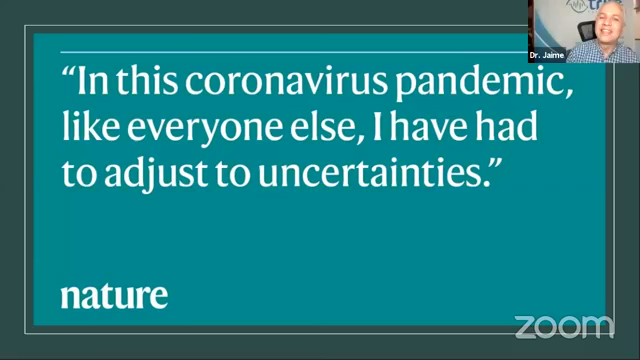 “In this coronavirus pandemic,
like everyone else, I have had
to adjust to uncertainties.”
nature
Dr. Jaime
zoom